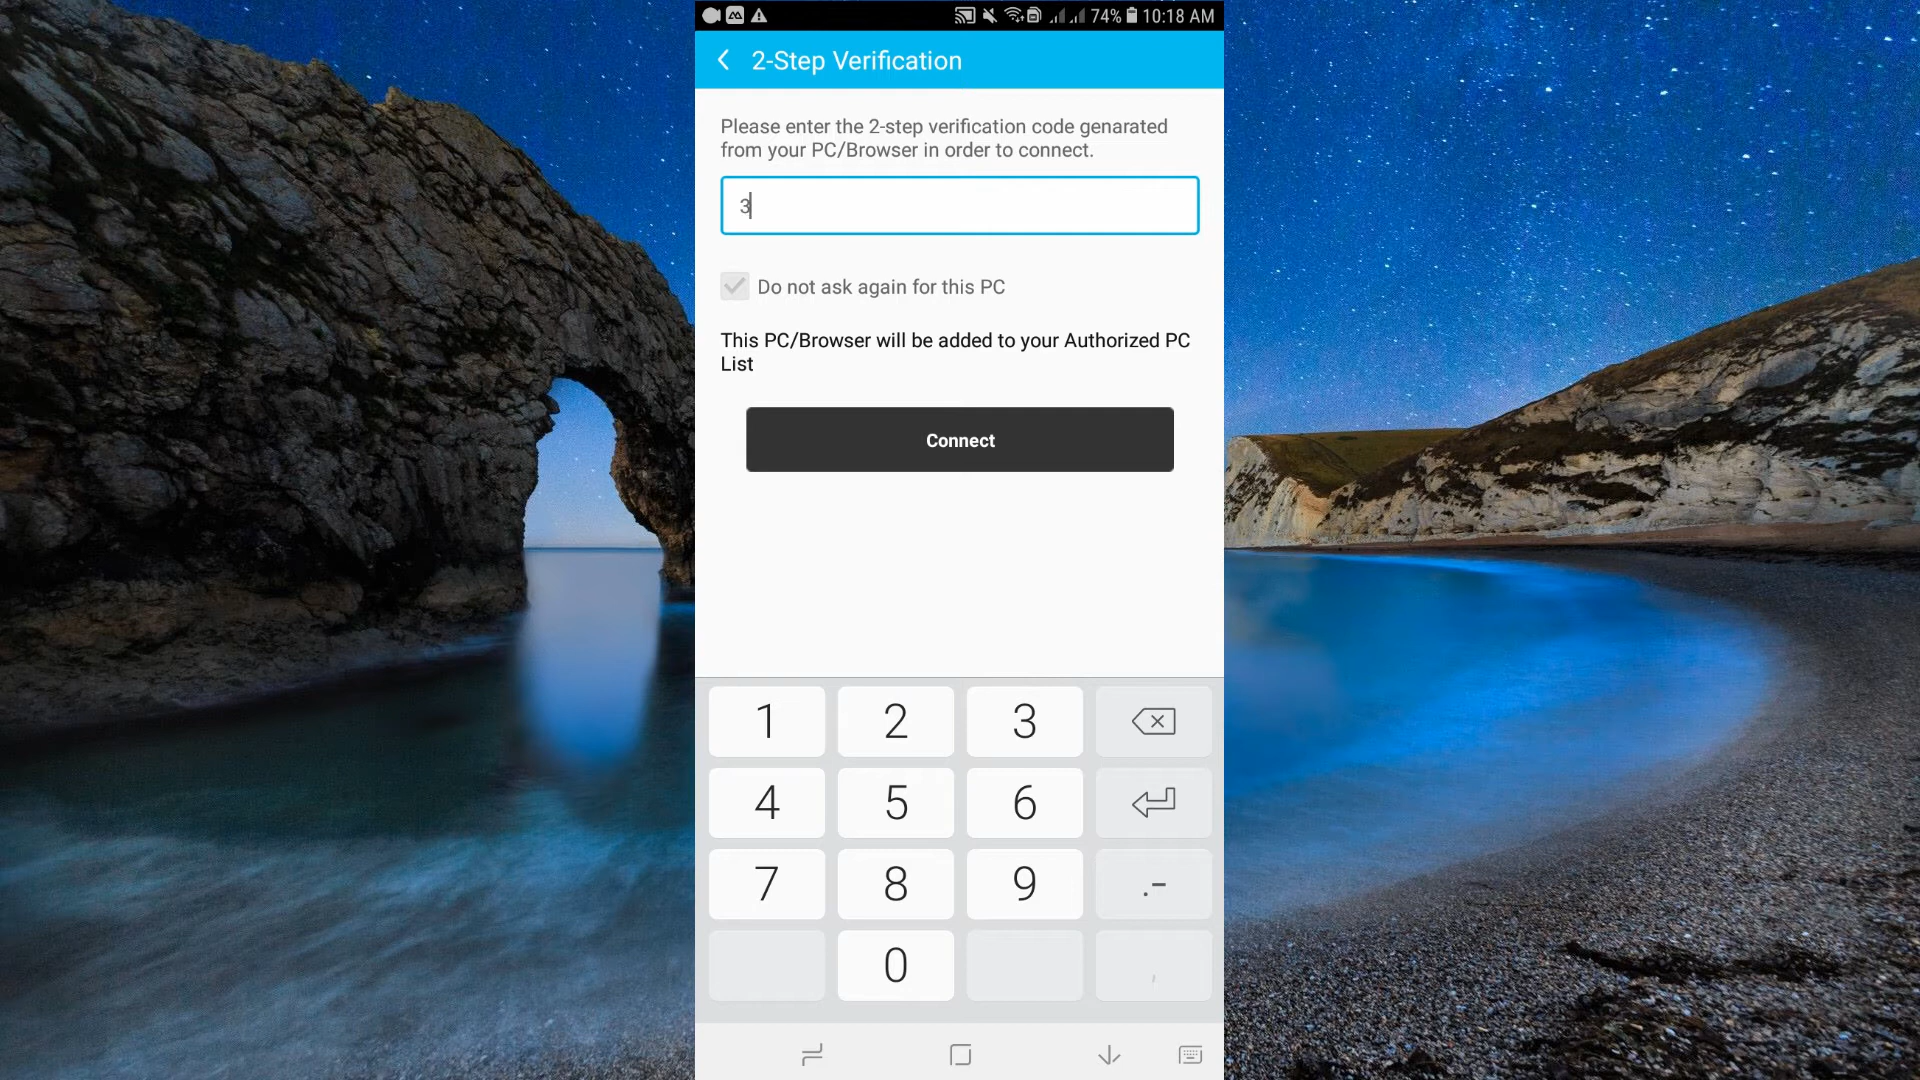 74% 10:18 AM
2-Step Verification
Please enter the 2-step verification code genarated
from your PC/Browser in order to connect.
3
Do not ask again for this PC
This PC/Browser will be added to your Authorized PC
List
Connect
1 2 3
4 5 6
7 8 9 .-
0 ,